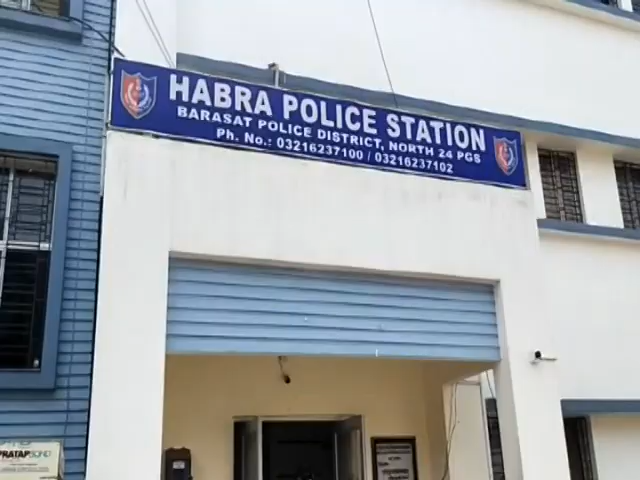 HABRA POLICE STATION
BARASAT POLICE DISTRICT, NORTH 24 PGS
Ph. No.: 03216237100 / 03216237102
PRATAP